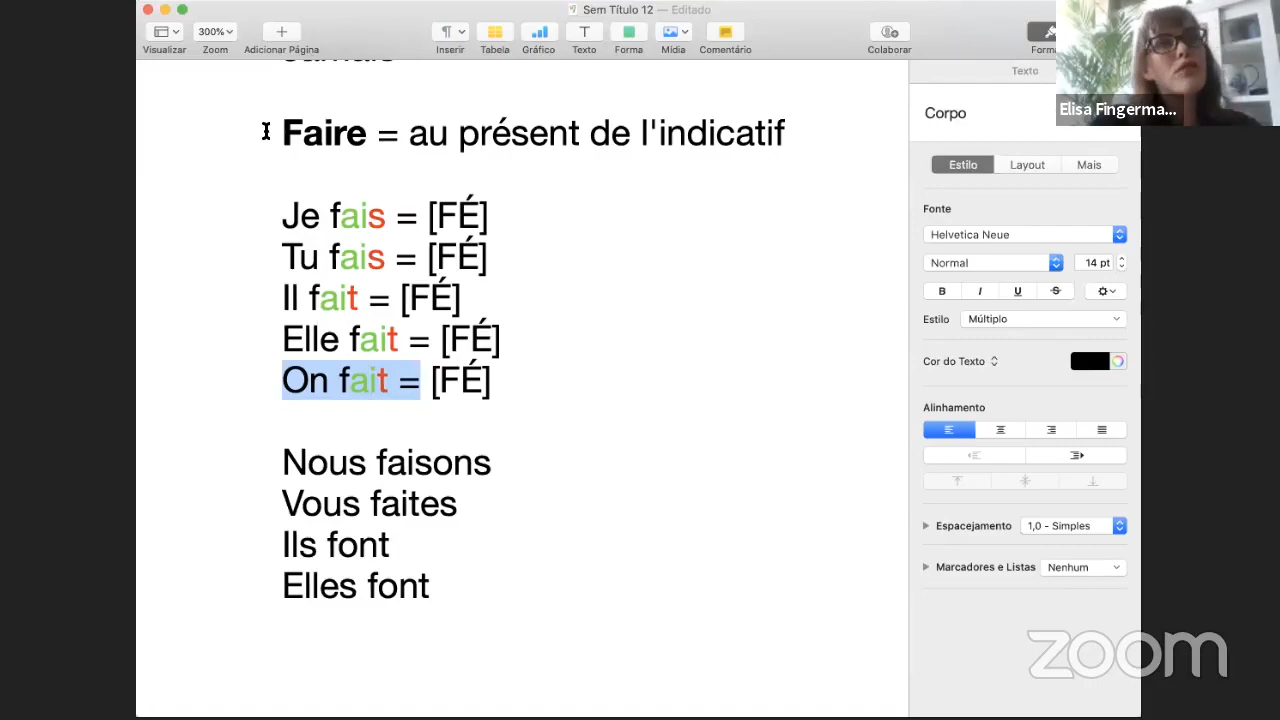 Sem Título 12 — Editado
200%
Visualizar Zoom Adicionar Página Inserir Tabela Gráfico Texto Forma Mídia Comentário Colaborar
Texto
Elisa Fingerma...
Faire = au présent de l'indicatif
Je fais = [FÉ]
Tu fais = [FÉ]
Il fait = [FÉ]
Elle fait = [FÉ]
On fait = [FÉ]
Nous faisons
Vous faites
Ils font
Elles font
Corpo
Estilo Layout Mais
Fonte
Helvetica Neue
Normal 14 pt
B I U S
Estilo Múltiplo
Cor do Texto
Alinhamento
Espacejamento 1,0 - Simples
Marcadores e Listas Nenhum
zoom